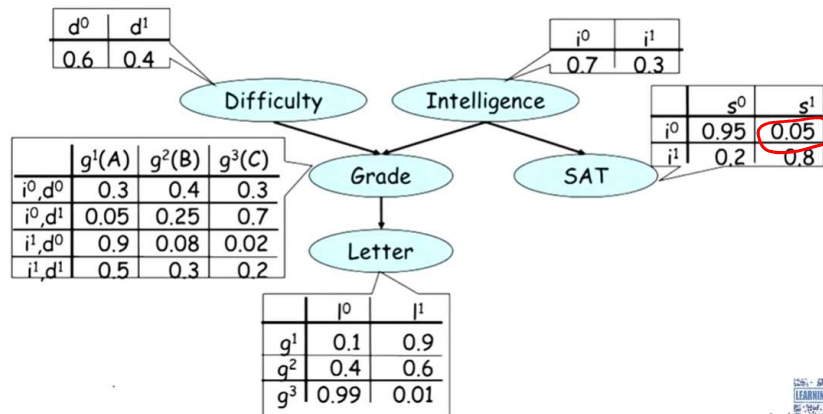 d⁰ d¹
0.6 0.4
i⁰ i¹
0.7 0.3
Difficulty
Intelligence
s⁰ s¹
i⁰ 0.95 0.05
i¹ 0.2 0.8
g¹(A) g²(B) g³(C)
i⁰,d⁰ 0.3 0.4 0.3
i⁰,d¹ 0.05 0.25 0.7
i¹,d⁰ 0.9 0.08 0.02
i¹,d¹ 0.5 0.3 0.2
Grade
SAT
Letter
l⁰ l¹
g¹ 0.1 0.9
g² 0.4 0.6
g³ 0.99 0.01